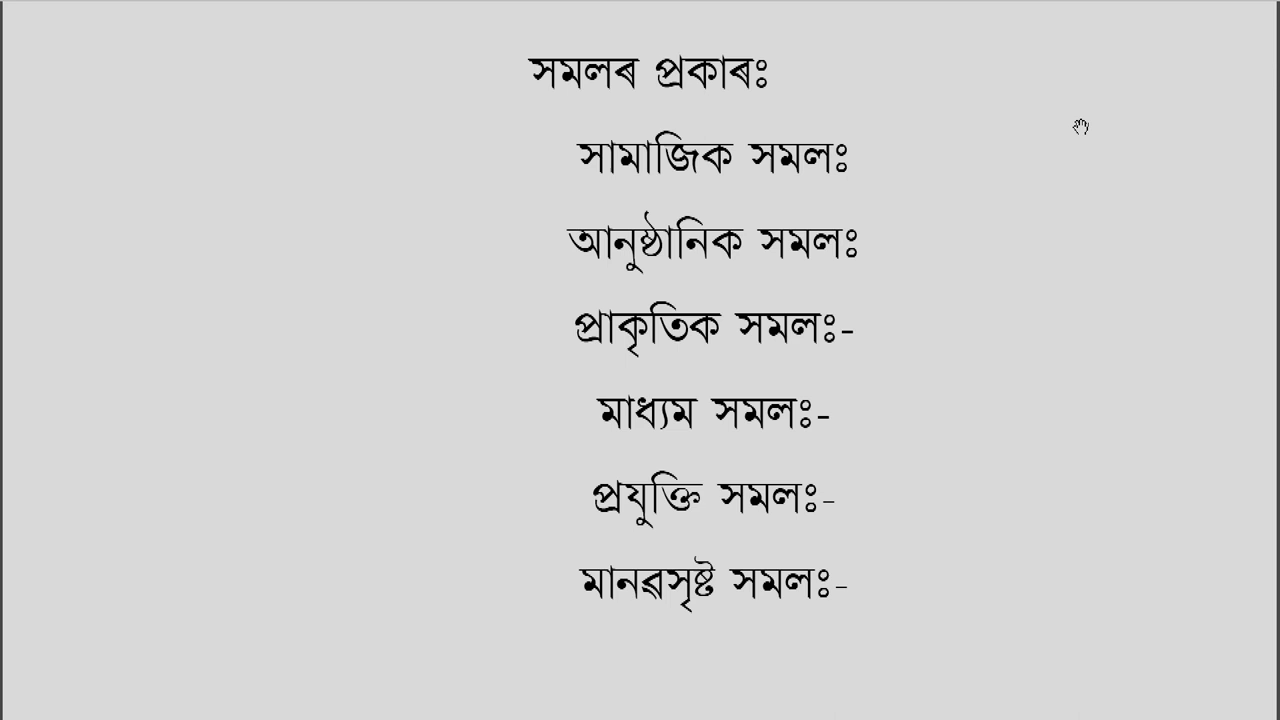 সমলৰ প্ৰকাৰঃ
সামাজিক সমলঃ
আনুষ্ঠানিক সমলঃ
প্ৰাকৃতিক সমলঃ-
মাধ্যম সমলঃ-
প্ৰযুক্তি সমলঃ-
মানৱসৃষ্ট সমলঃ-